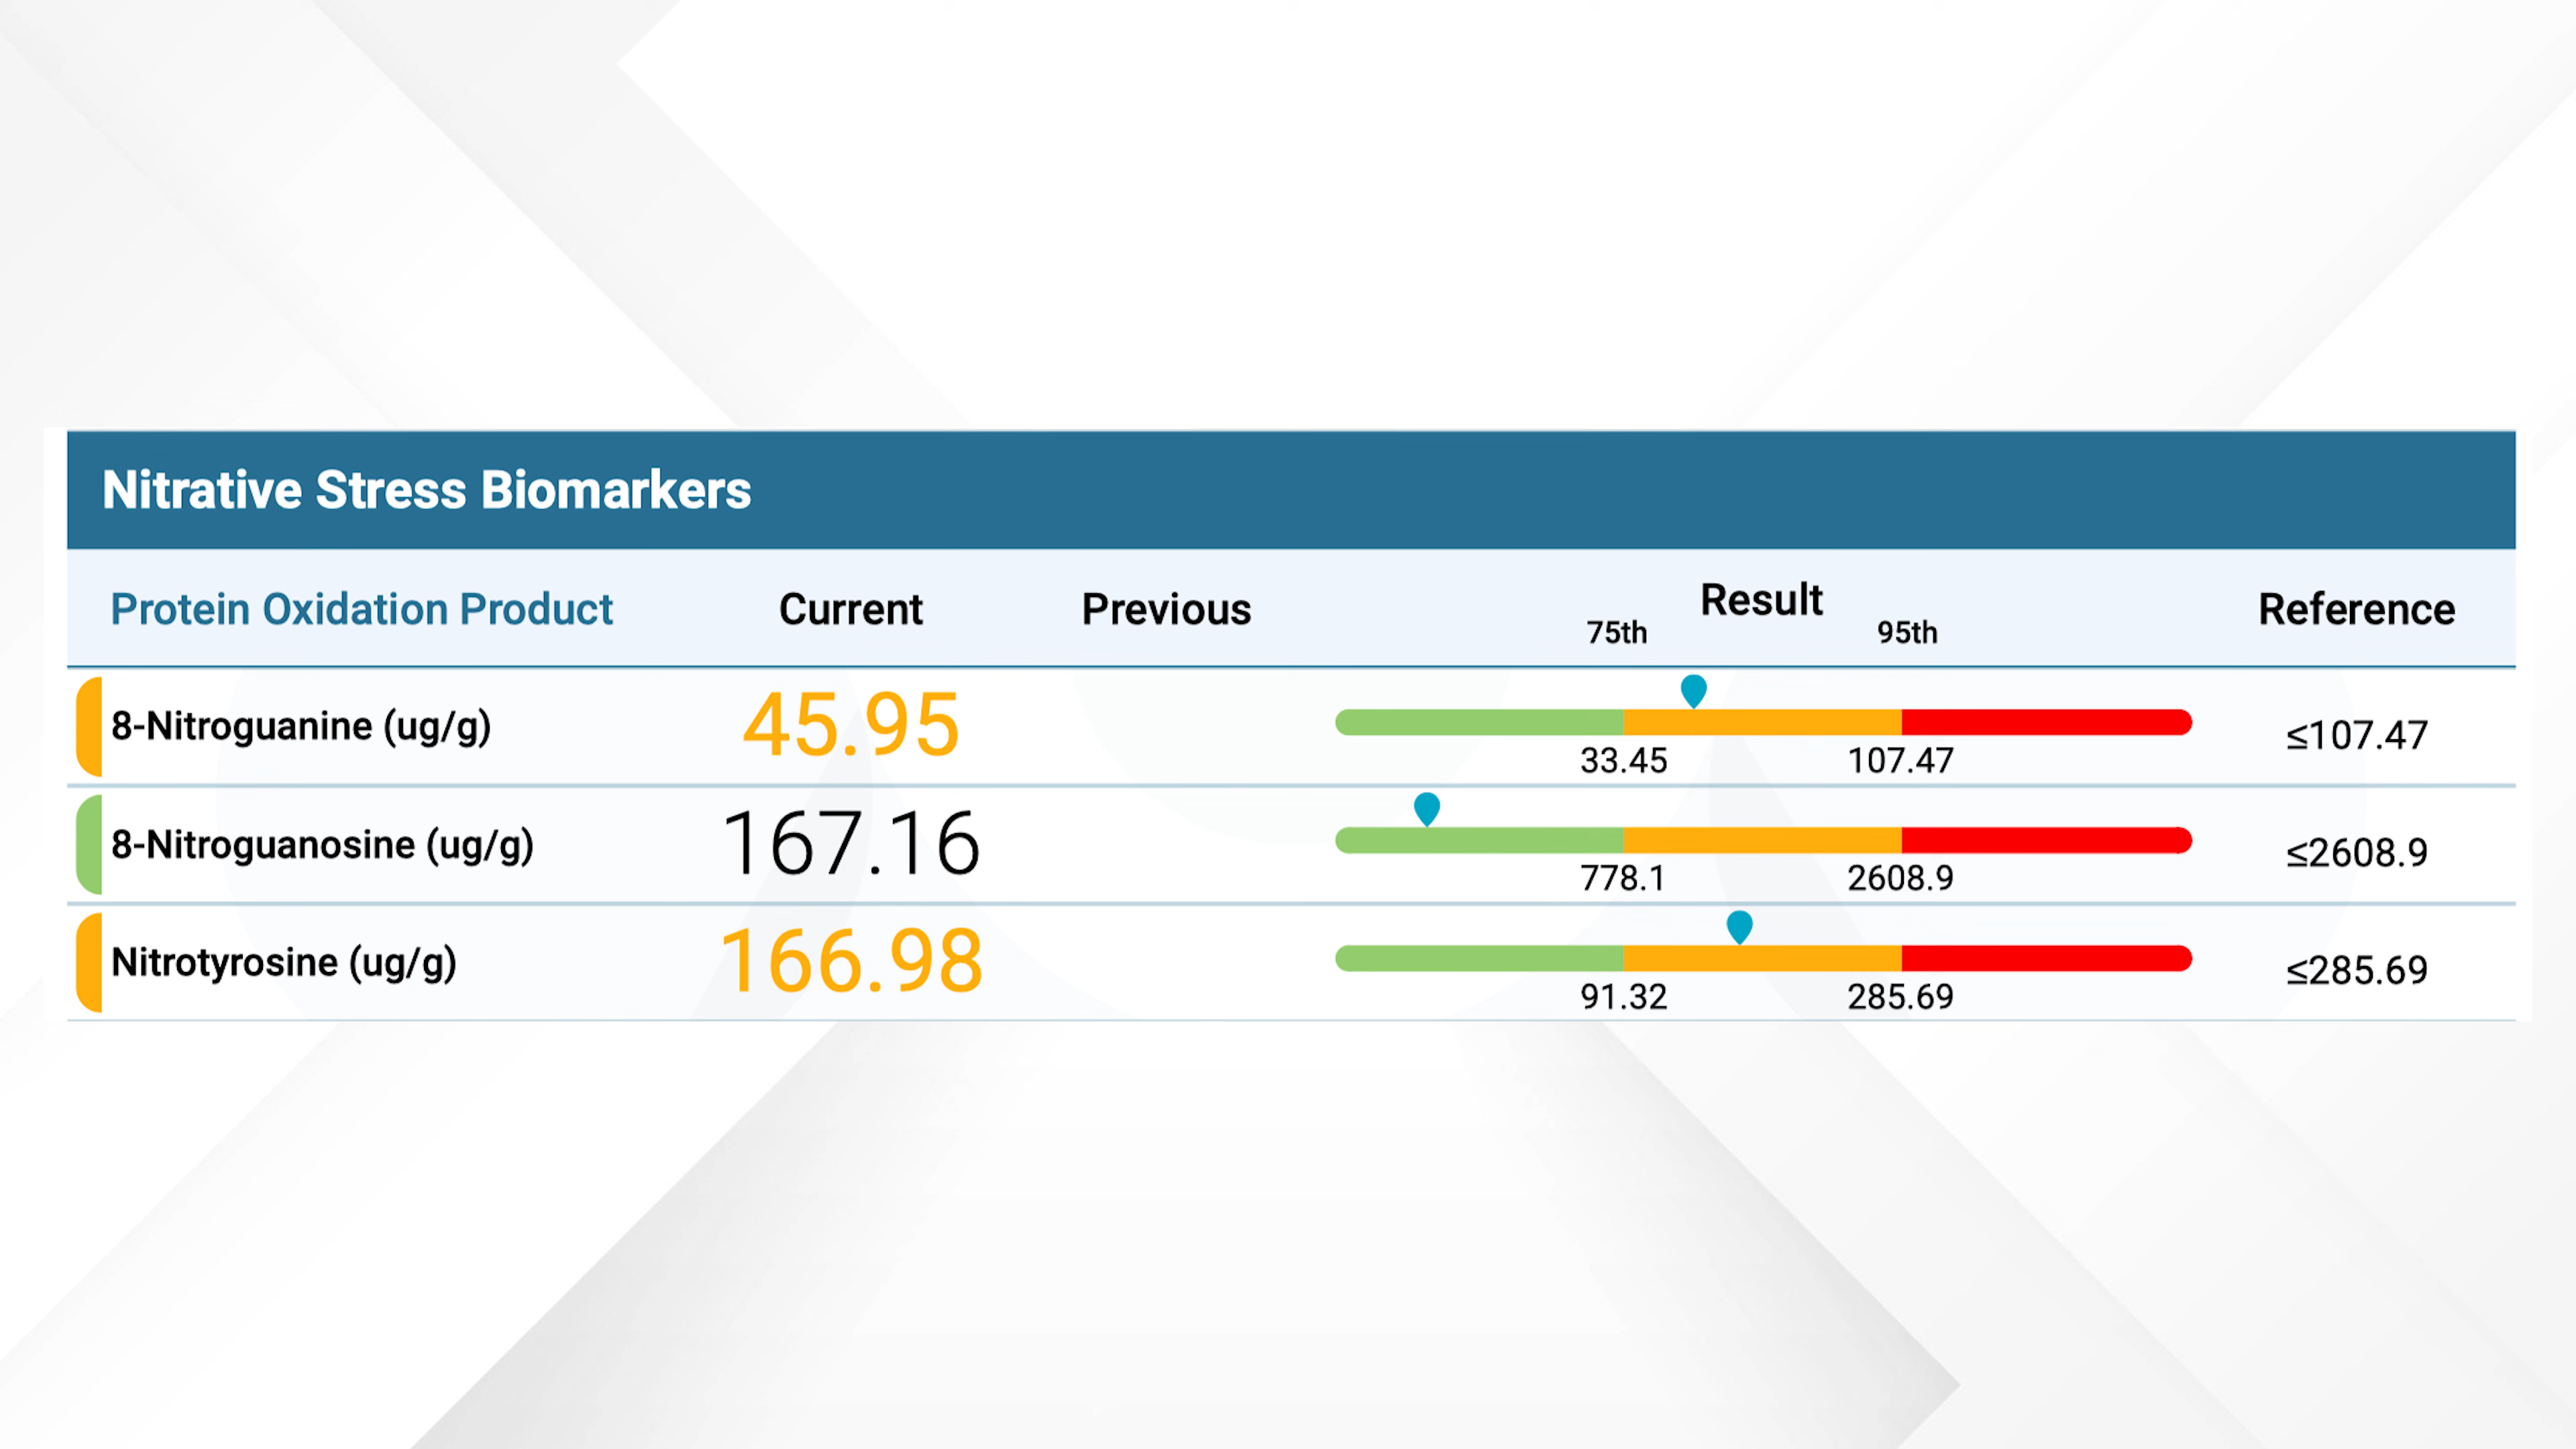 Nitrative Stress Biomarkers
Protein Oxidation Product Current Previous Result Reference
75th 95th
8-Nitroguanine (ug/g) 45.95 ≤107.47
33.45 107.47
8-Nitroguanosine (ug/g) 167.16 ≤2608.9
778.1 2608.9
Nitrotyrosine (ug/g) 166.98 ≤285.69
91.32 285.69